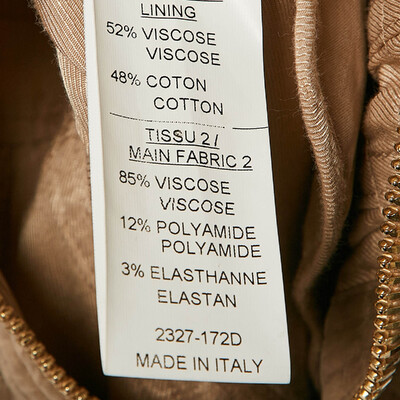 LINING
52% VISCOSE
VISCOSE
48% COTON
COTTON
TISSU 2 /
MAIN FABRIC 2
85% VISCOSE
VISCOSE
12% POLYAMIDE
POLYAMIDE
3% ELASTHANNE
ELASTAN
2327-172D
MADE IN ITALY